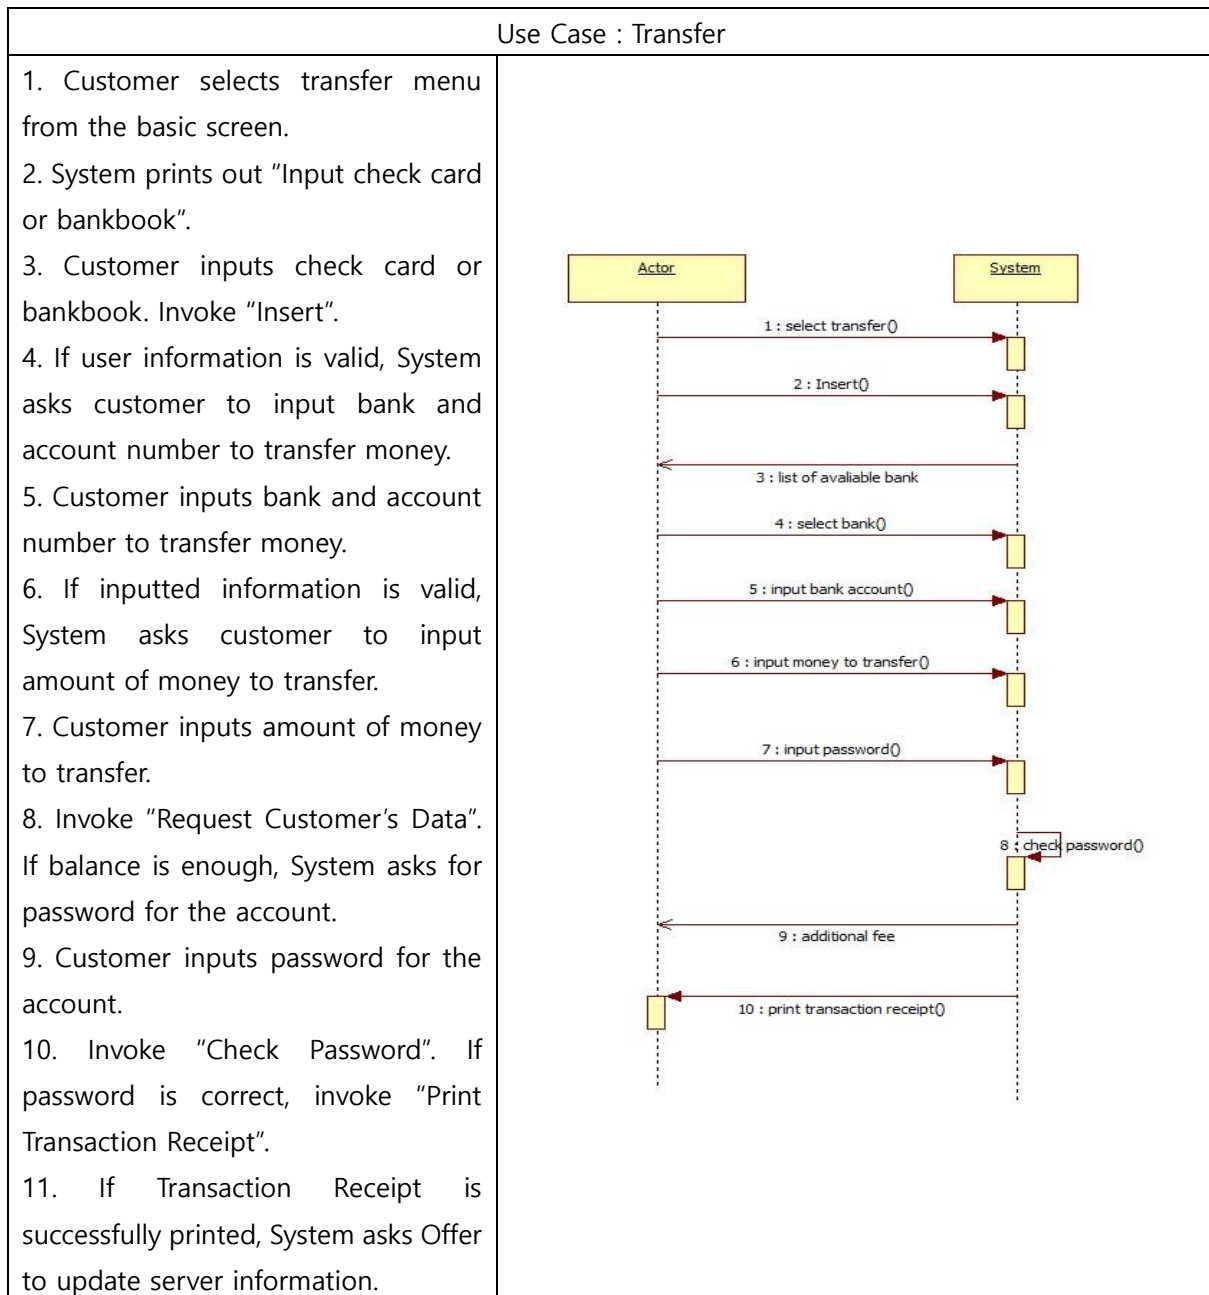 Use Case : Transfer
1. Customer selects transfer menu
from the basic screen.
2. System prints out “Input check card
or bankbook”.
3. Customer inputs check card or
bankbook. Invoke “Insert”.
4. If user information is valid, System
asks customer to input bank and
account number to transfer money.
5. Customer inputs bank and account
number to transfer money.
6. If inputted information is valid,
System asks customer to input
amount of money to transfer.
7. Customer inputs amount of money
to transfer.
8. Invoke “Request Customer’s Data”.
If balance is enough, System asks for
password for the account.
9. Customer inputs password for the
account.
10. Invoke “Check Password”. If
password is correct, invoke “Print
Transaction Receipt”.
11. If Transaction Receipt is
successfully printed, System asks Offer
to update server information.
Actor
System
1 : select transfer()
2 : Insert()
3 : list of avaliable bank
4 : select bank()
5 : input bank account()
6 : input money to transfer()
7 : input password()
8 : check password()
9 : additional fee
10 : print transaction receipt()